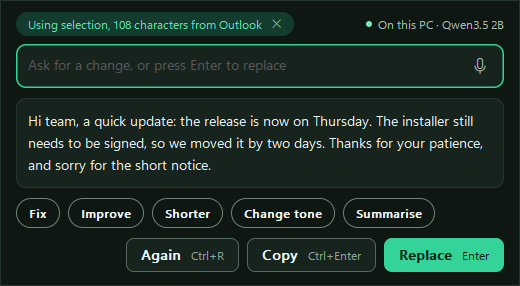 Using selection, 108 characters from Outlook ×
On this PC · Qwen3.5 2B
Ask for a change, or press Enter to replace
Hi team, a quick update: the release is now on Thursday. The installer still
needs to be signed, so we moved it by two days. Thanks for your patience,
and sorry for the short notice.
Fix Improve Shorter Change tone Summarise
Again Ctrl+R Copy Ctrl+Enter Replace Enter